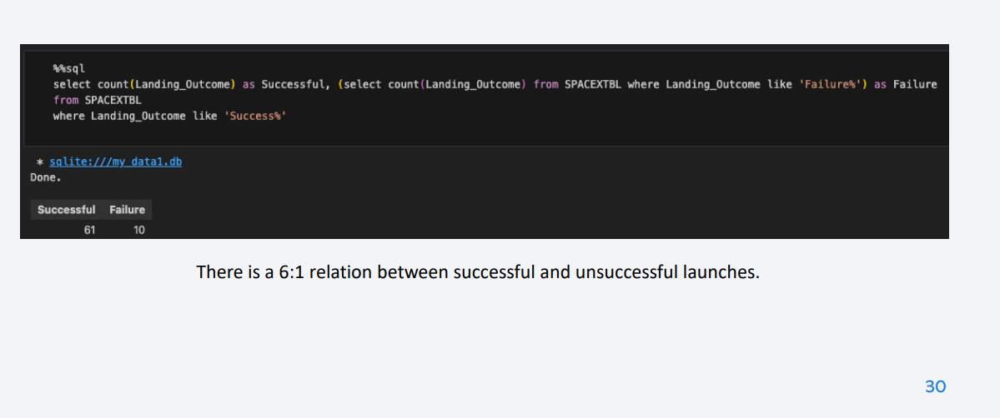 %%sql
select count(Landing_Outcome) as Successful, (select count(Landing_Outcome) from SPACEXTBL where Landing_Outcome like 'Failure%') as Failure
from SPACEXTBL
where Landing_Outcome like 'Success%'
* sqlite:///my_data1.db
Done.
Successful Failure
61 10
There is a 6:1 relation between successful and unsuccessful launches.
30